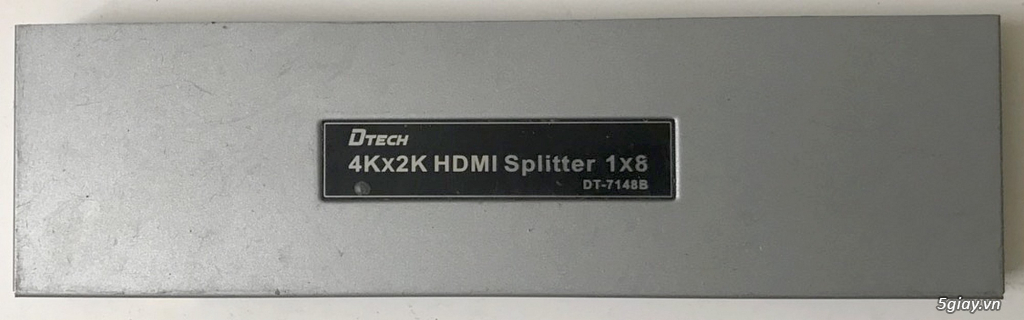 DTECH
4Kx2K HDMI Splitter 1x8
DT-7148B
5giay.vn